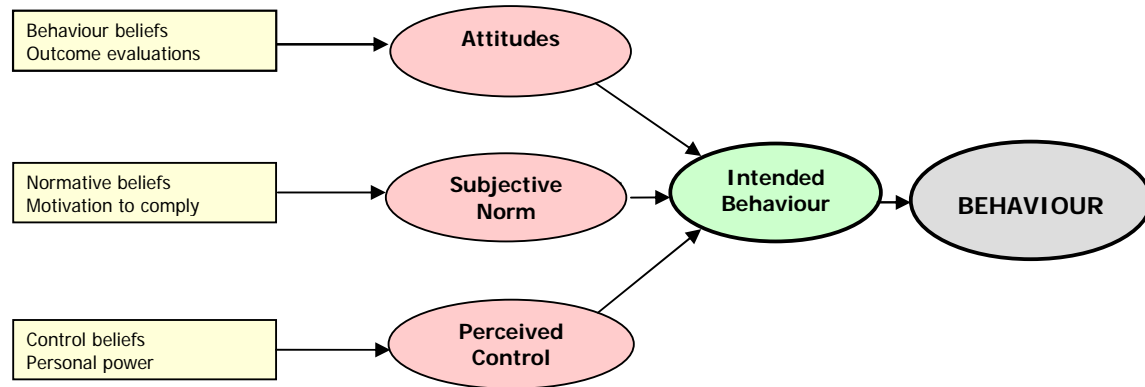 Behaviour beliefs
Outcome evaluations
Attitudes
Normative beliefs
Motivation to comply
Subjective
Norm
Intended
Behaviour
BEHAVIOUR
Control beliefs
Personal power
Perceived
Control